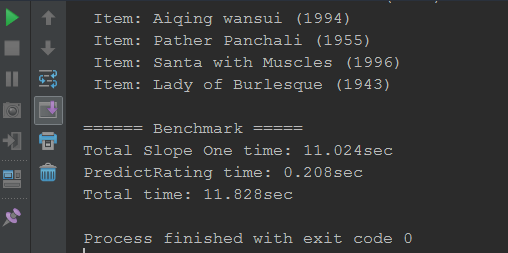 Item: Aiqing wansui (1994)
Item: Pather Panchali (1955)
Item: Santa with Muscles (1996)
Item: Lady of Burlesque (1943)
====== Benchmark =====
Total Slope One time: 11.024sec
PredictRating time: 0.208sec
Total time: 11.828sec
Process finished with exit code 0